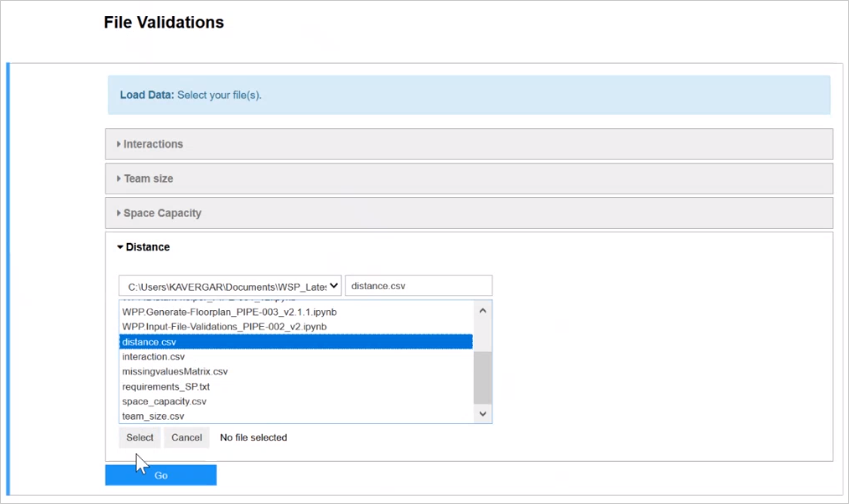 File Validations
Load Data: Select your file(s).
Interactions
Team size
Space Capacity
Distance
C:\Users\KAVERGAR\Documents\WSP_Late: distance.csv
WPP.Generate-Floorplan_PIPE-003_v2.1.1.ipynb
WPP.Input-File-Validations_PIPE-002_v2.ipynb
distance.csv
interaction.csv
missingvaluesMatrix.csv
requirements_SP.txt
space_capacity.csv
team_size.csv
Select Cancel No file selected
Go